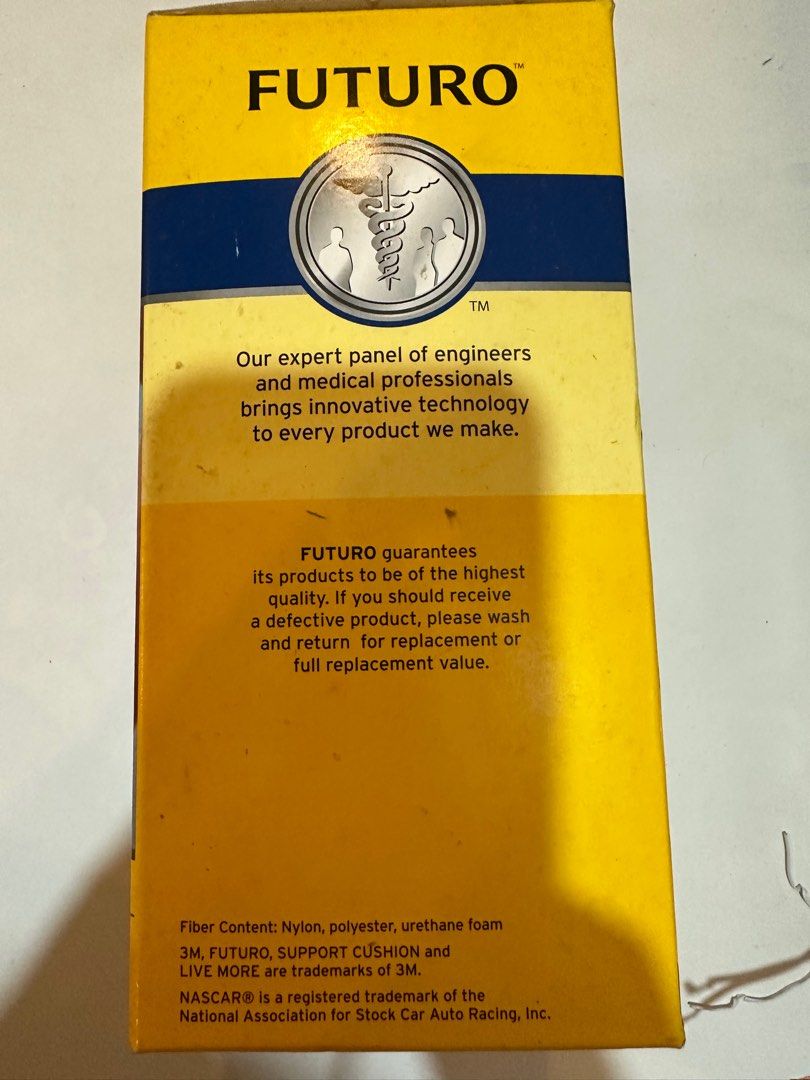 FUTURO™
TM
Our expert panel of engineers
and medical professionals
brings innovative technology
to every product we make.
FUTURO guarantees
its products to be of the highest
quality. If you should receive
a defective product, please wash
and return for replacement or
full replacement value.
Fiber Content: Nylon, polyester, urethane foam
3M, FUTURO, SUPPORT CUSHION and
LIVE MORE are trademarks of 3M.
NASCAR® is a registered trademark of the
National Association for Stock Car Auto Racing, Inc.